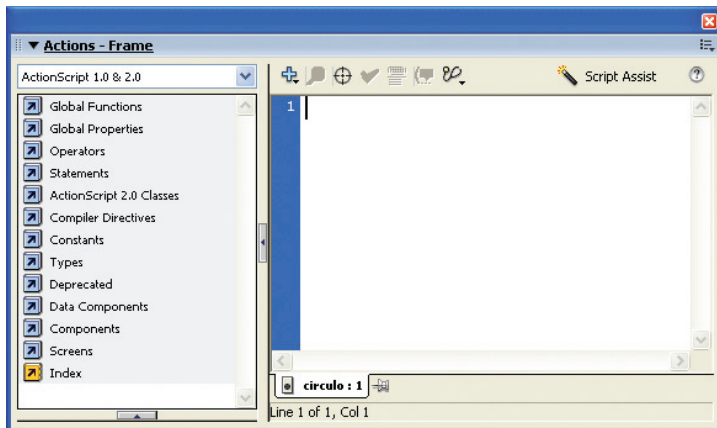 Actions - Frame
ActionScript 1.0 & 2.0
Global Functions
Global Properties
Operators
Statements
ActionScript 2.0 Classes
Compiler Directives
Constants
Types
Deprecated
Data Components
Components
Screens
Index
Script Assist
1
circulo : 1
Line 1 of 1, Col 1